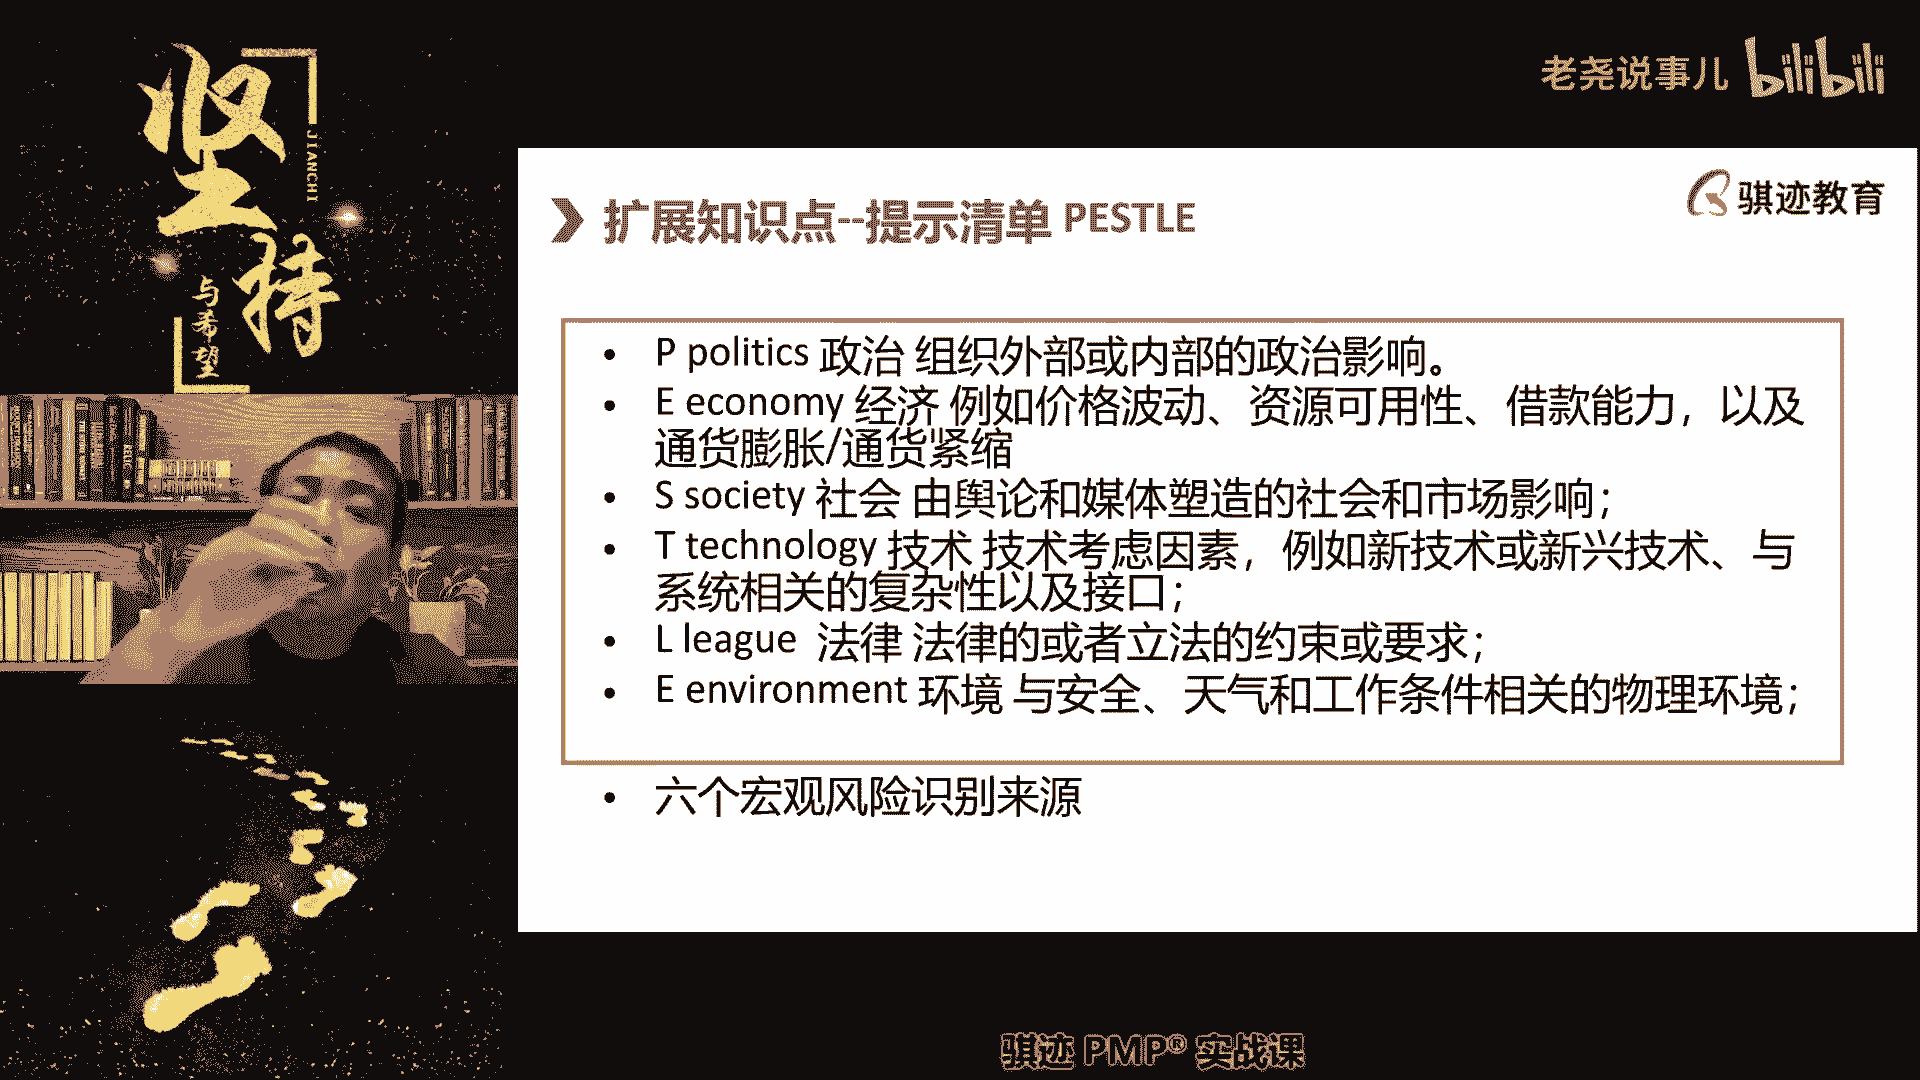 坚持
JIANCHI
与希望
老尧说事儿 bilibili
骐迹教育
扩展知识点--提示清单 PESTLE
• P politics 政治 组织外部或内部的政治影响。
• E economy 经济 例如价格波动、资源可用性、借款能力，以及
通货膨胀/通货紧缩
• S society 社会 由舆论和媒体塑造的社会和市场影响；
• T technology 技术 技术考虑因素，例如新技术或新兴技术、与
系统相关的复杂性以及接口；
• L league 法律 法律的或者立法的约束或要求；
• E environment 环境 与安全、天气和工作条件相关的物理环境；
• 六个宏观风险识别来源
骐迹 PMP® 实战课